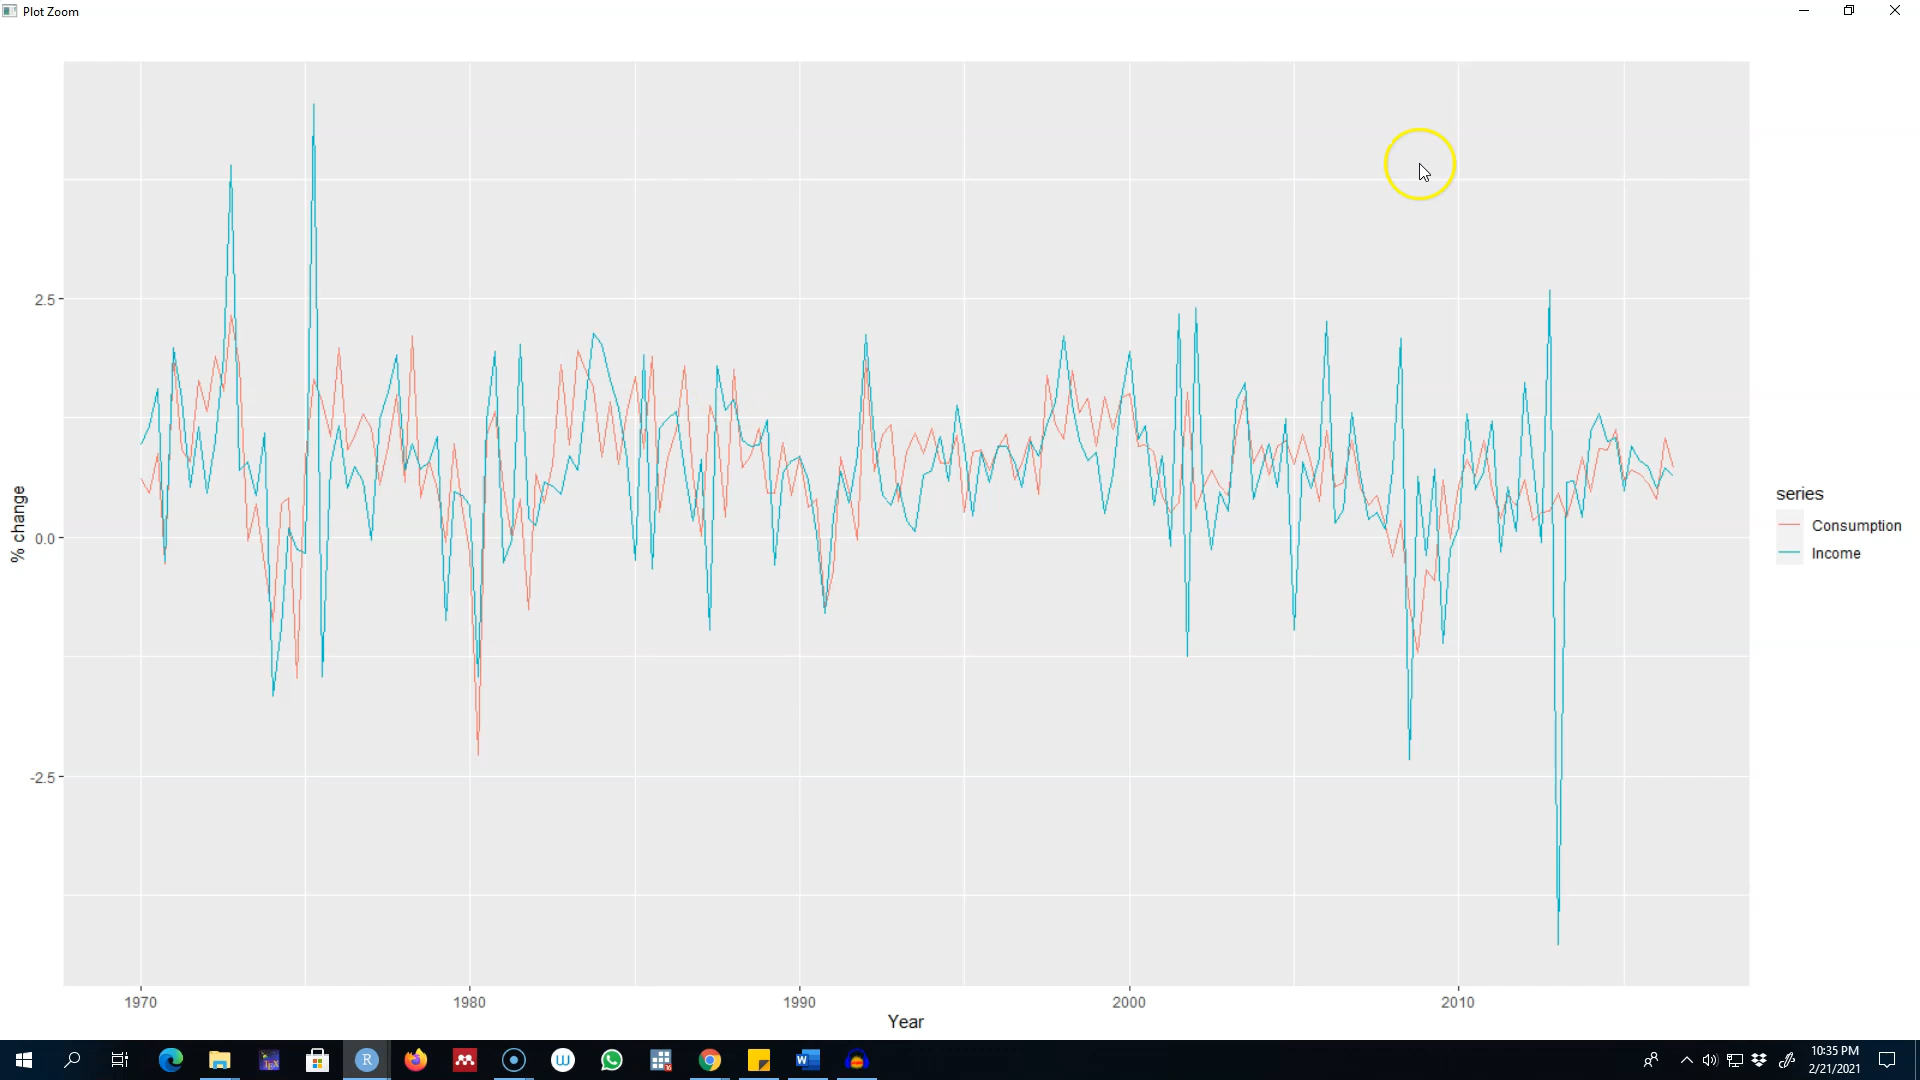 Plot Zoom
2.5
0.0
-2.5
% change
1970
1980
1990
2000
2010
Year
series
Consumption
Income
10:35 PM
2/21/2021